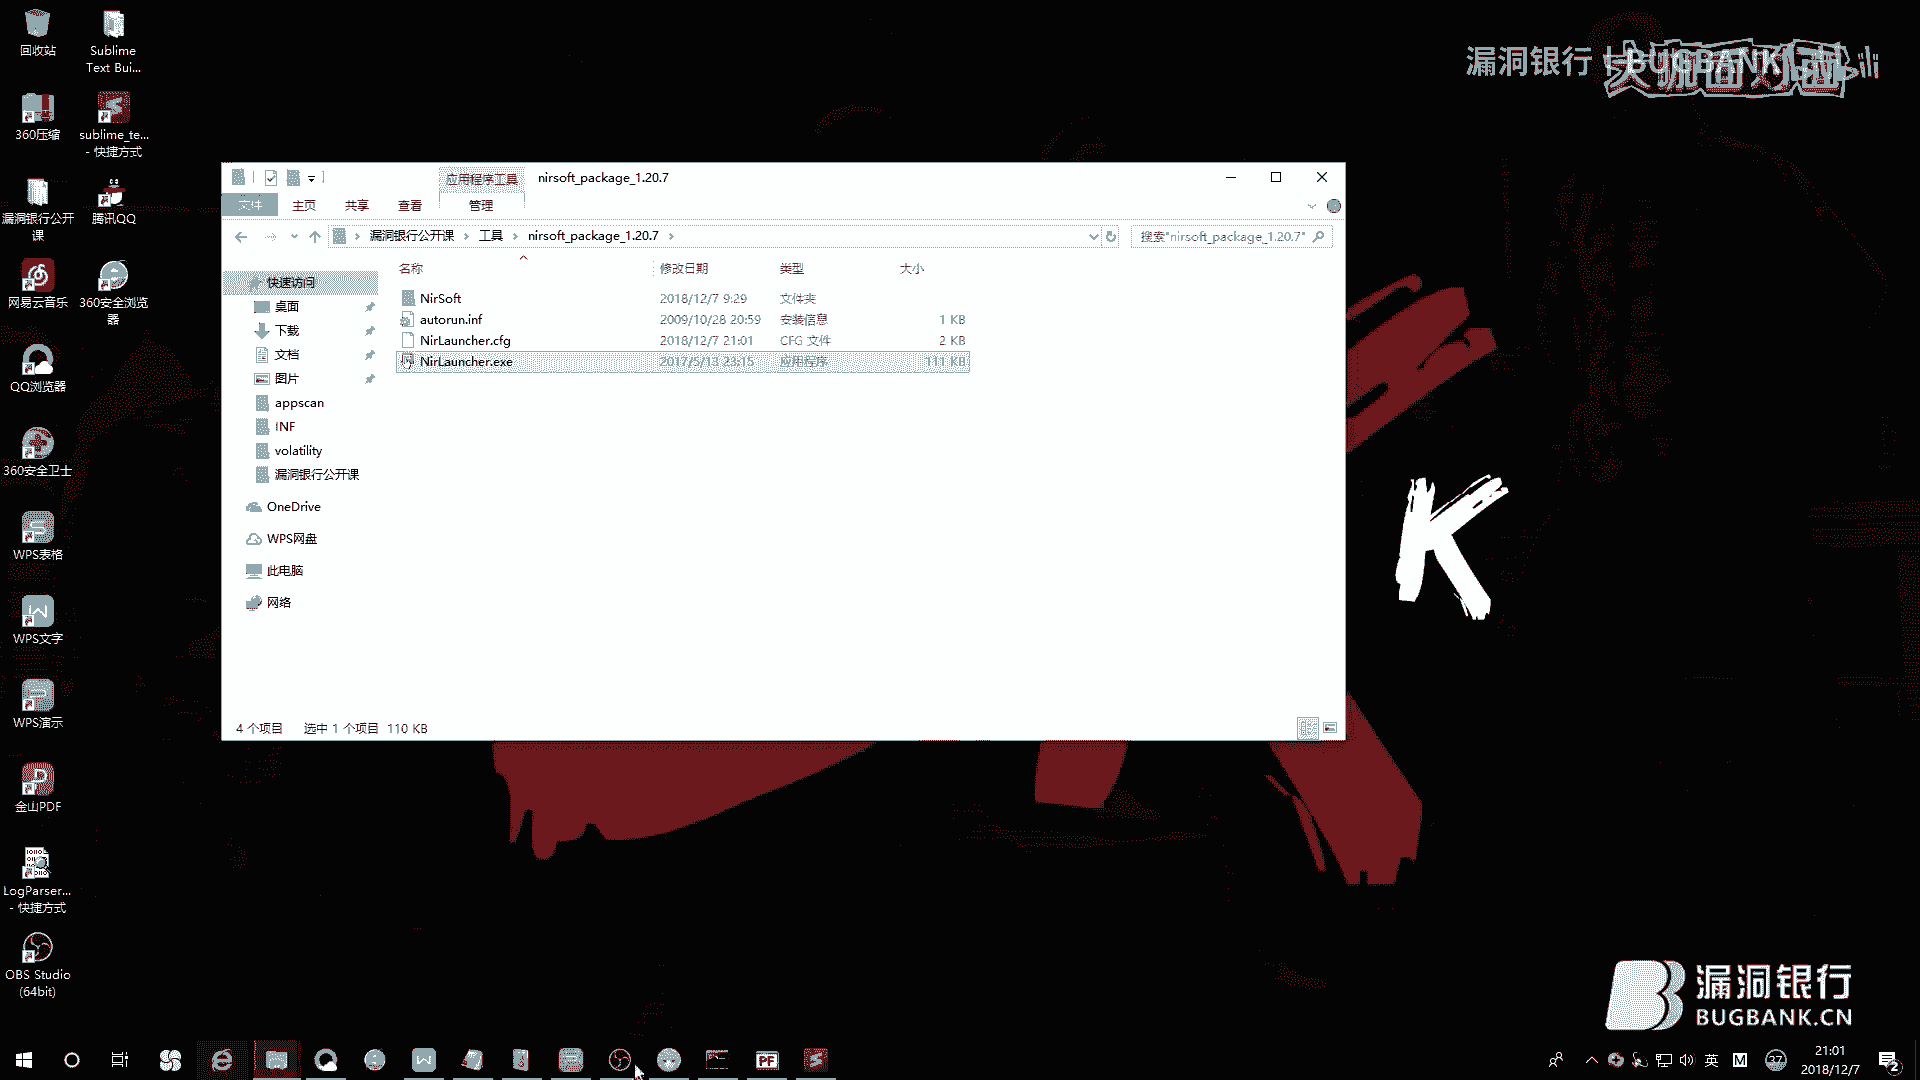 回收站
Sublime
Text Bui...
360压缩
sublime_te...
- 快捷方式
漏洞银行公开
课
腾讯QQ
网易云音乐
360安全浏览
器
QQ浏览器
360安全卫士
WPS表格
WPS文字
WPS演示
金山PDF
LogParser...
- 快捷方式
OBS Studio
(64bit)
漏洞银行 | BUGBANK
大咖面对面
应用程序工具
nirsoft_package_1.20.7
文件
主页
共享
查看
管理
漏洞银行公开课
工具
nirsoft_package_1.20.7
搜索"nirsoft_package_1.20.7"
名称
修改日期
类型
大小
快速访问
桌面
下载
文档
图片
appscan
INF
volatility
漏洞银行公开课
OneDrive
WPS网盘
此电脑
网络
NirSoft 2018/12/7 9:29 文件夹
autorun.inf 2009/10/28 20:59 安装信息 1 KB
NirLauncher.cfg 2018/12/7 21:01 CFG 文件 2 KB
NirLauncher.exe 2017/5/13 23:15 应用程序 111 KB
4 个项目
选中 1 个项目 110 KB
K
漏洞银行
BUGBANK.CN
PF
英
M
37
21:01
2018/12/7
2